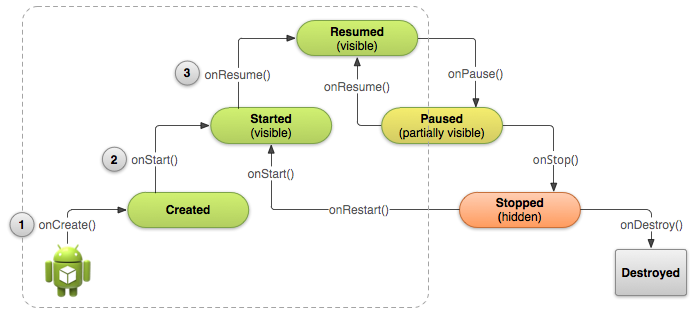 Resumed
(visible)
3
onResume()
onPause()
onResume()
Started
(visible)
Paused
(partially visible)
2
onStart()
onStart()
onStop()
Created
onRestart()
Stopped
(hidden)
1
onCreate()
onDestroy()
Destroyed